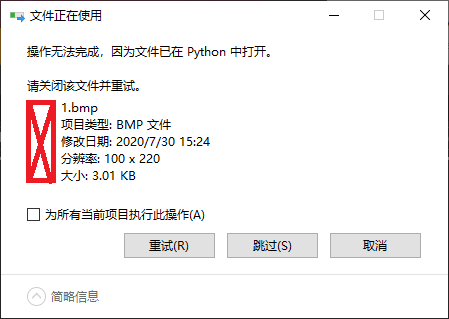 文件正在使用
操作无法完成，因为文件已在 Python 中打开。
请关闭该文件并重试。
1.bmp
项目类型: BMP 文件
修改日期: 2020/7/30 15:24
分辨率: 100 x 220
大小: 3.01 KB
为所有当前项目执行此操作(A)
重试(R)
跳过(S)
取消
简略信息